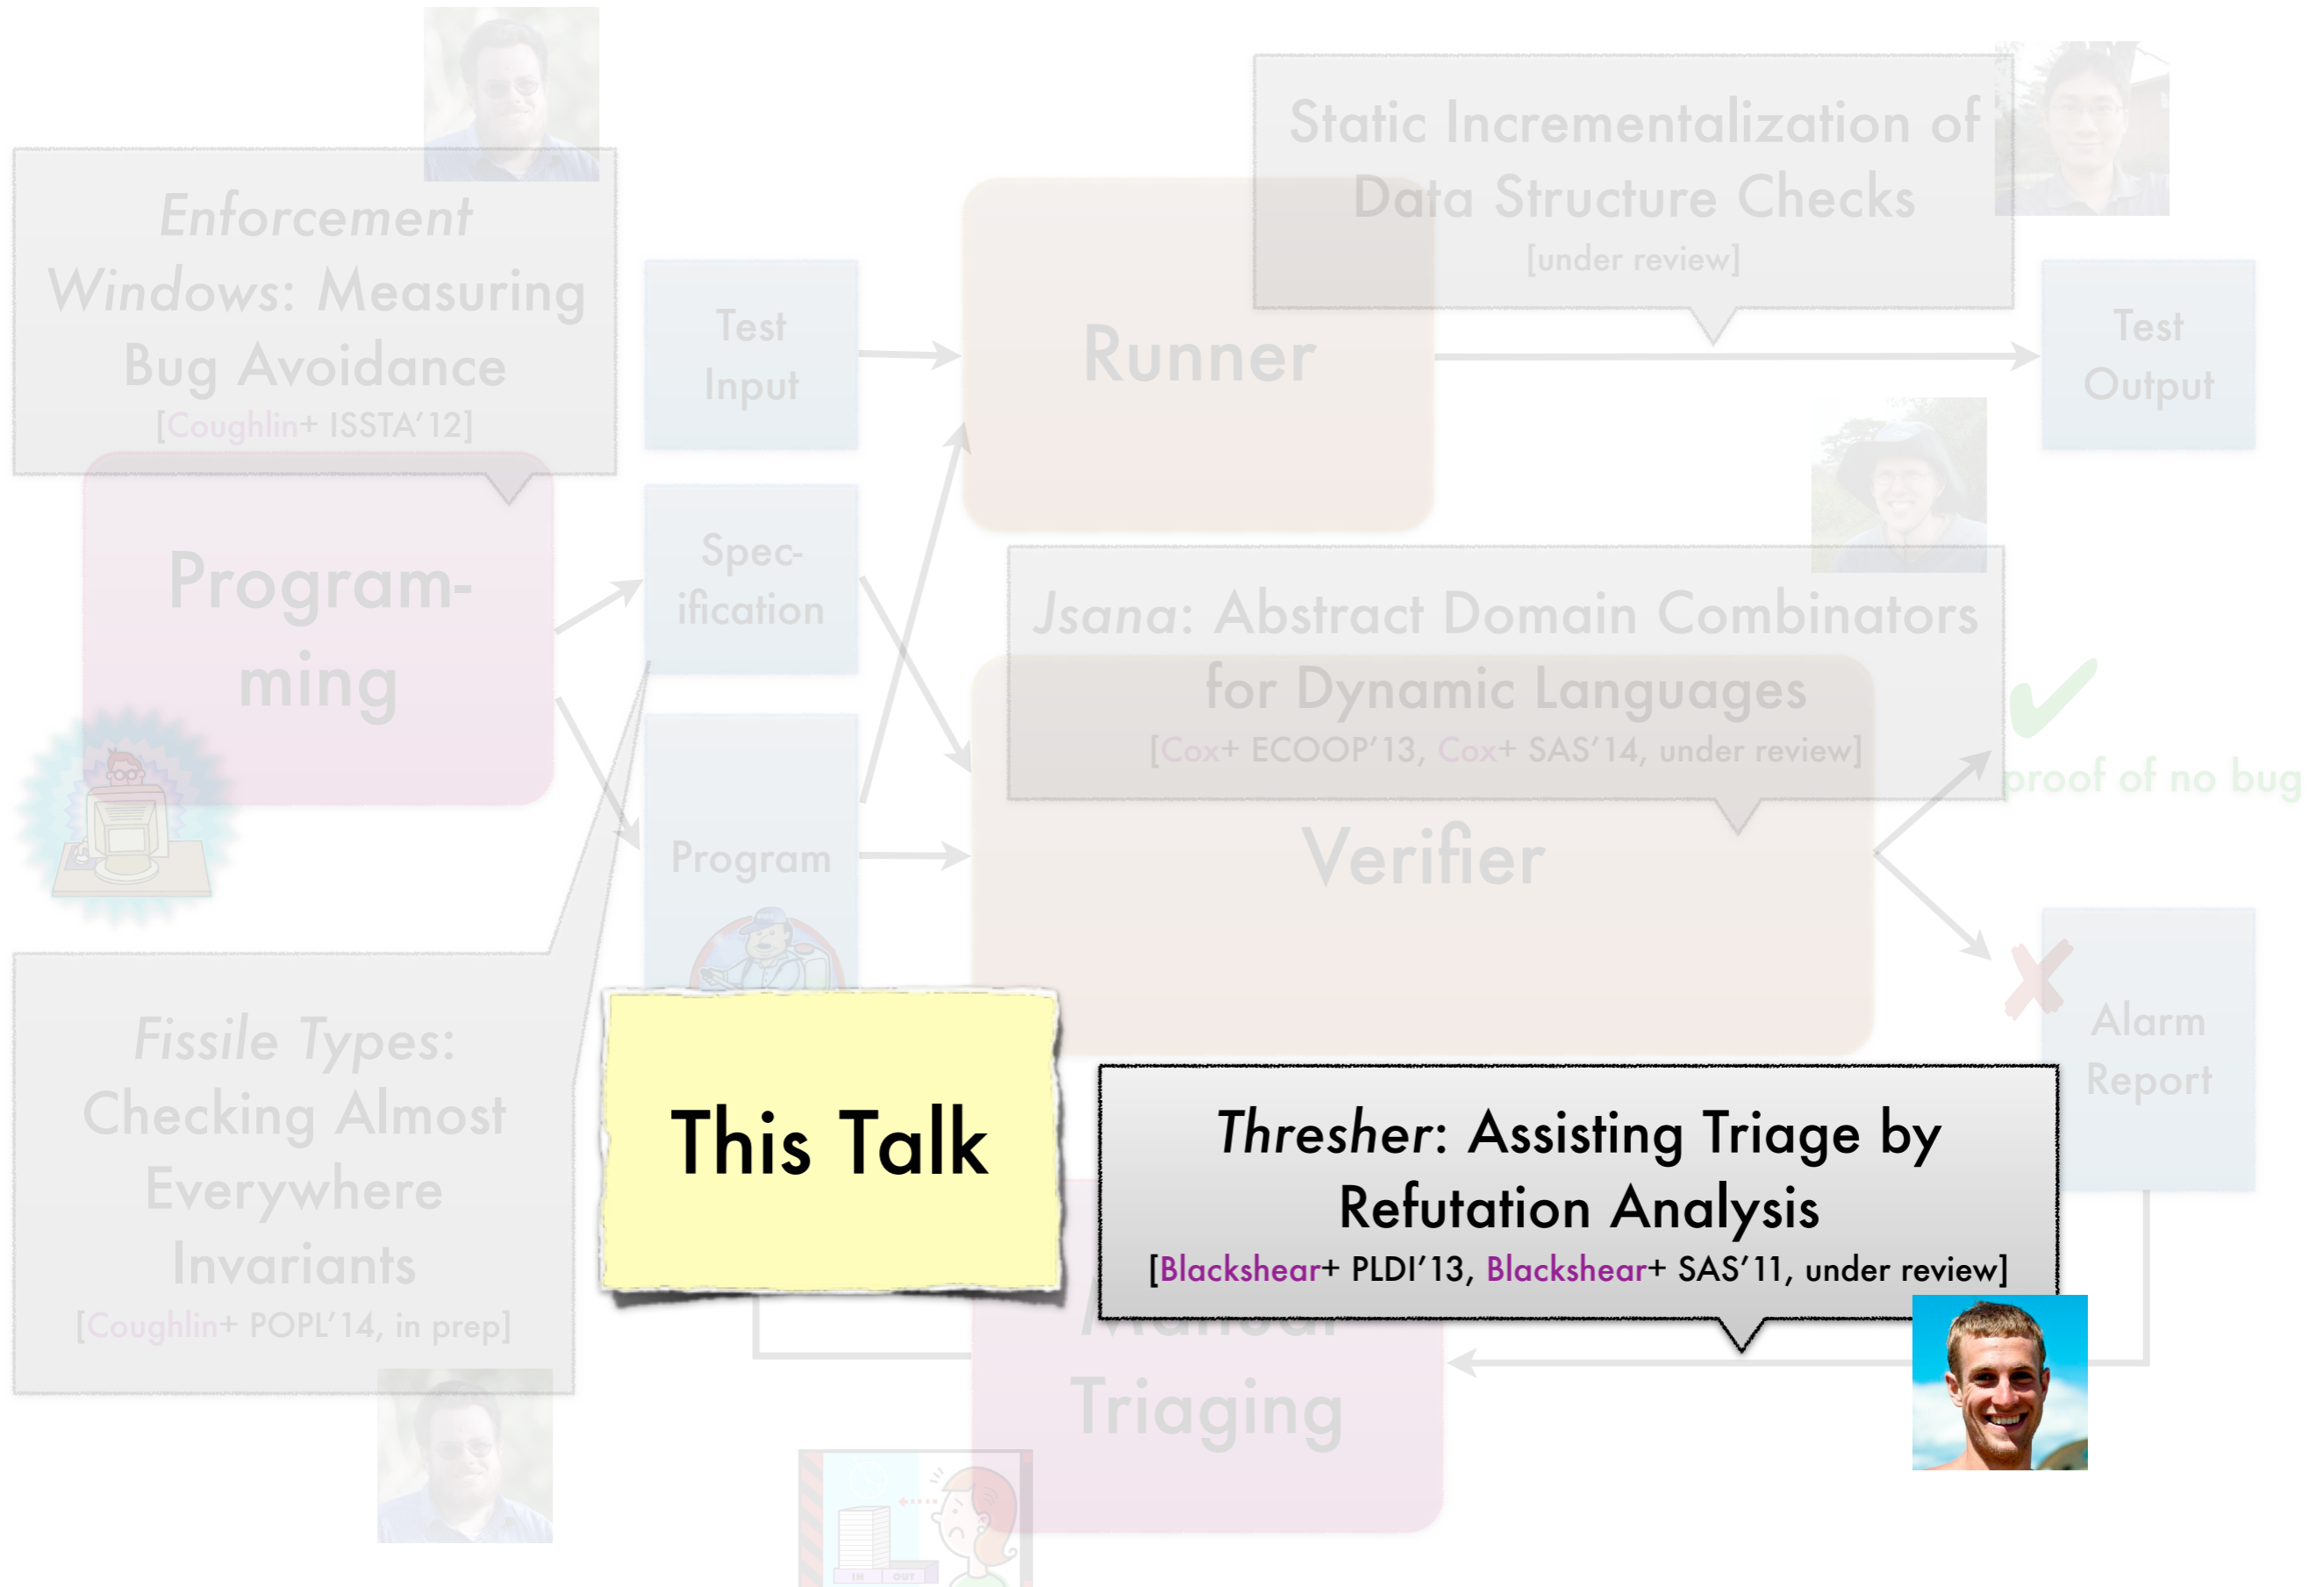 Enforcement
Windows: Measuring
Bug Avoidance
[Coughlin+ ISSTA'12]
Static Incrementalization of
Data Structure Checks
[under review]
Test
Input
Runner
Test
Output
Program-
ming
Spec-
ification
Jsana: Abstract Domain Combinators
for Dynamic Languages
[Cox+ ECOOP'13, Cox+ SAS'14, under review]
proof of no bug
Program
Verifier
Alarm
Report
Fissile Types:
Checking Almost
Everywhere
Invariants
[Coughlin+ POPL'14, in prep]
This Talk
Thresher: Assisting Triage by
Refutation Analysis
[Blackshear+ PLDI'13, Blackshear+ SAS'11, under review]
Manual
Triaging
IN OUT